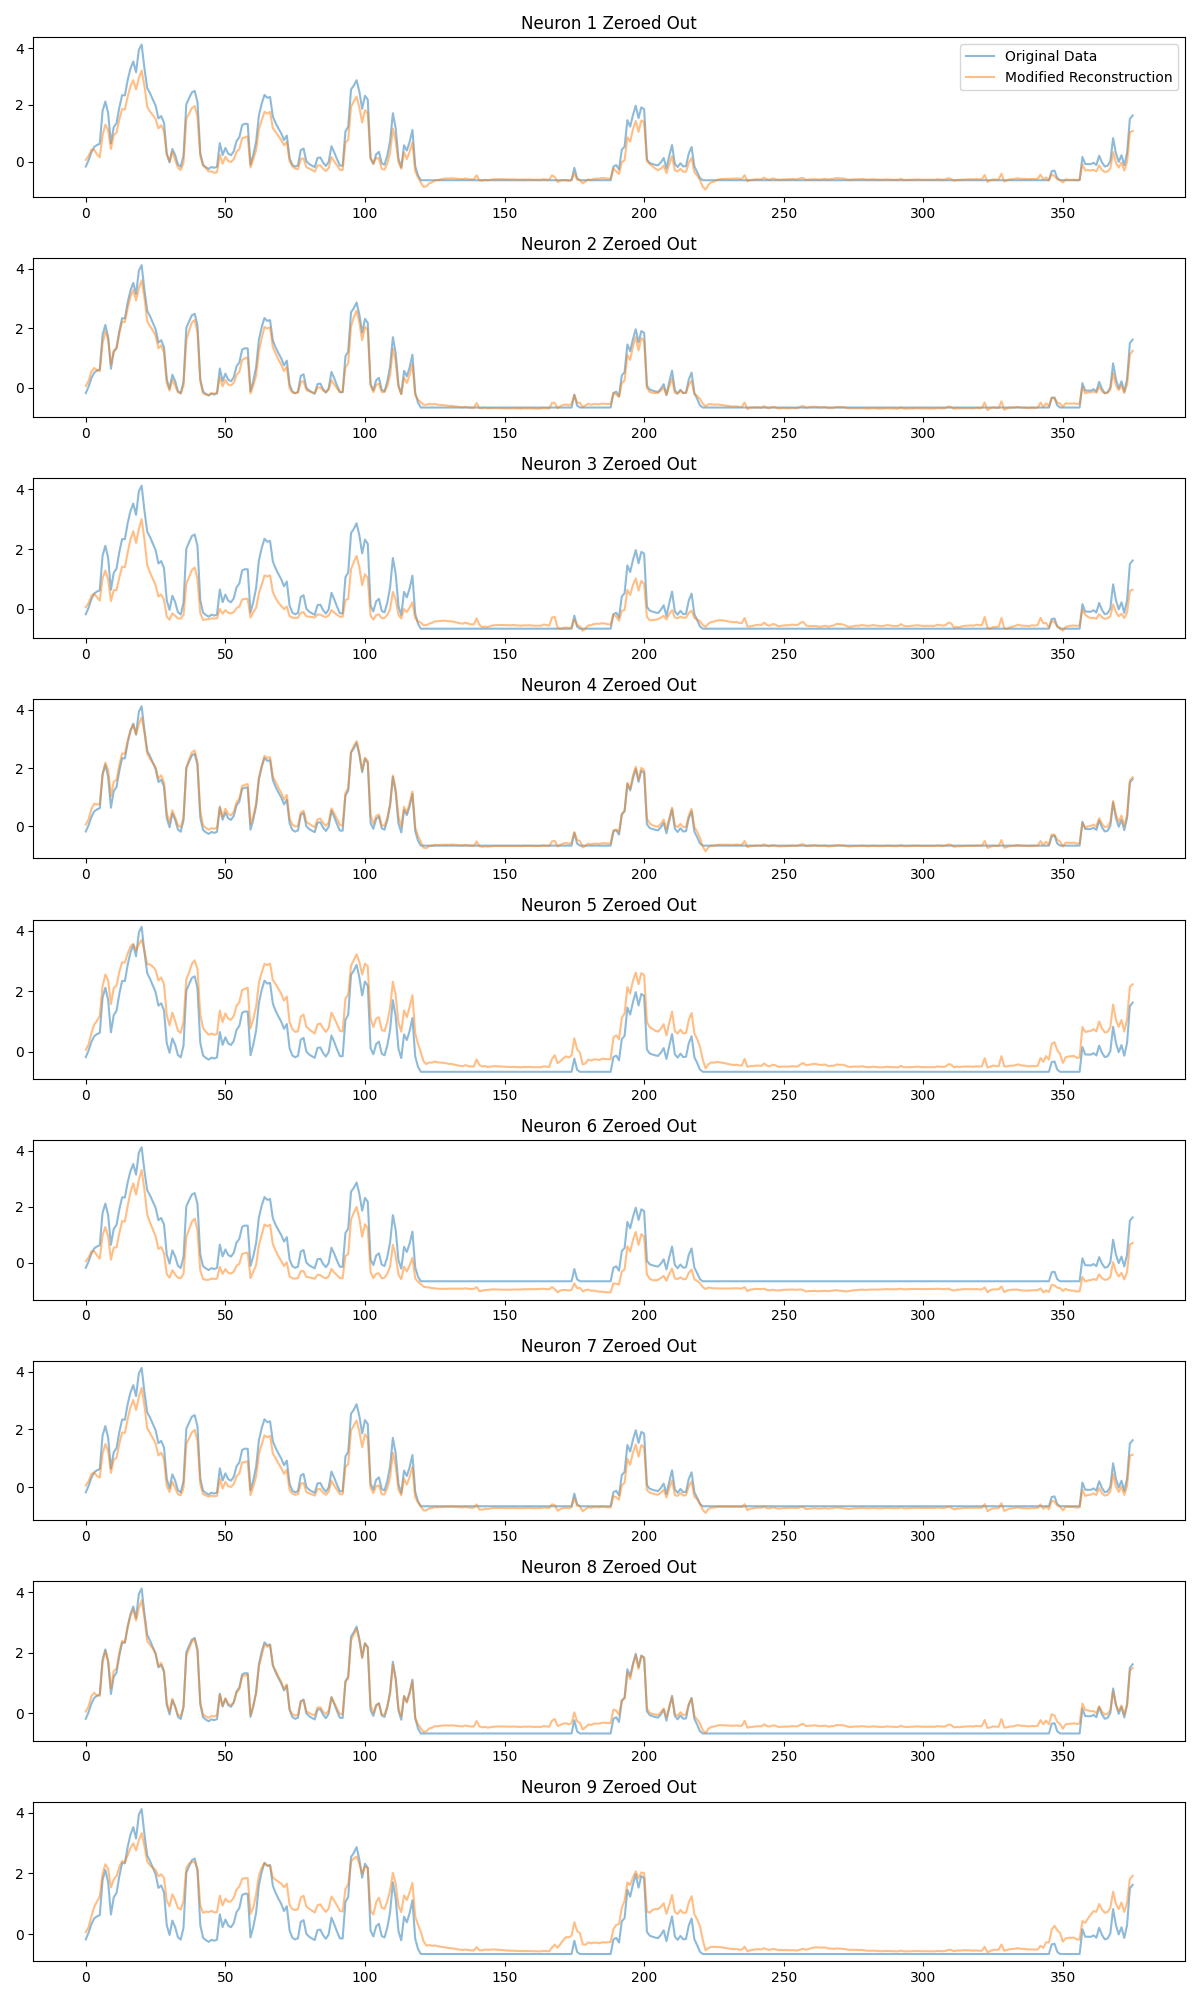 Neuron 1 Zeroed Out
4
2
0
Original Data
Modified Reconstruction
0 50 100 150 200 250 300 350
Neuron 2 Zeroed Out
4
2
0
0 50 100 150 200 250 300 350
Neuron 3 Zeroed Out
4
2
0
0 50 100 150 200 250 300 350
Neuron 4 Zeroed Out
4
2
0
0 50 100 150 200 250 300 350
Neuron 5 Zeroed Out
4
2
0
0 50 100 150 200 250 300 350
Neuron 6 Zeroed Out
4
2
0
0 50 100 150 200 250 300 350
Neuron 7 Zeroed Out
4
2
0
0 50 100 150 200 250 300 350
Neuron 8 Zeroed Out
4
2
0
0 50 100 150 200 250 300 350
Neuron 9 Zeroed Out
4
2
0
0 50 100 150 200 250 300 350